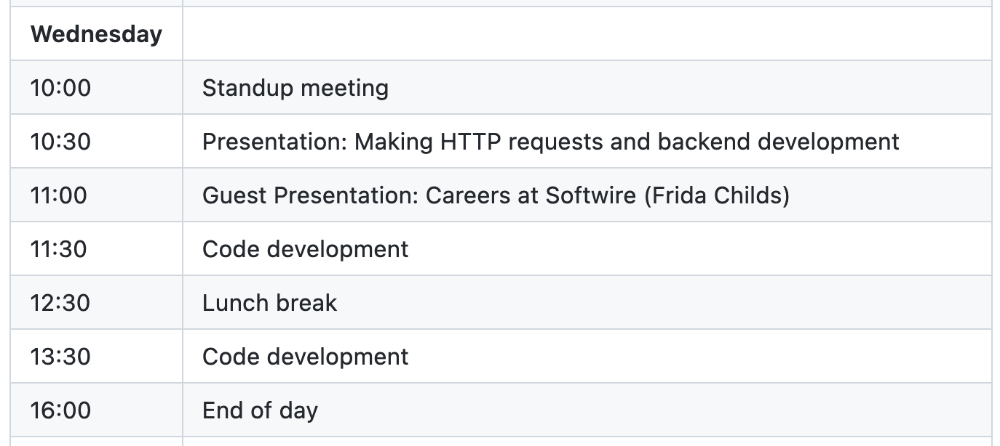 Wednesday
10:00 Standup meeting
10:30 Presentation: Making HTTP requests and backend development
11:00 Guest Presentation: Careers at Softwire (Frida Childs)
11:30 Code development
12:30 Lunch break
13:30 Code development
16:00 End of day